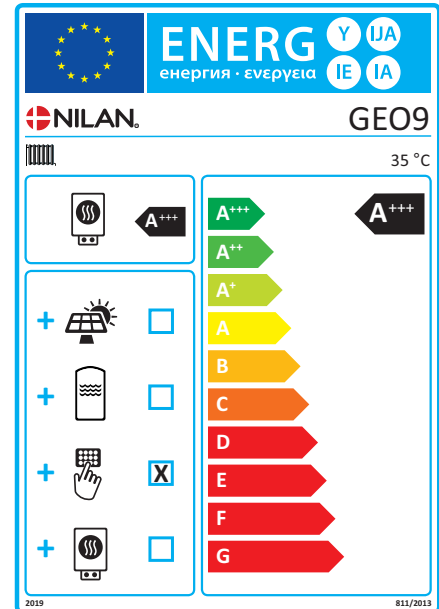 ENERG
енергия · ενεργεια
Y IJA
IE IA
NILAN.
GEO9
35 °C
A+++
A+++
A+++
A++
A+
A
B
C
D
E
F
G
X
2019
811/2013